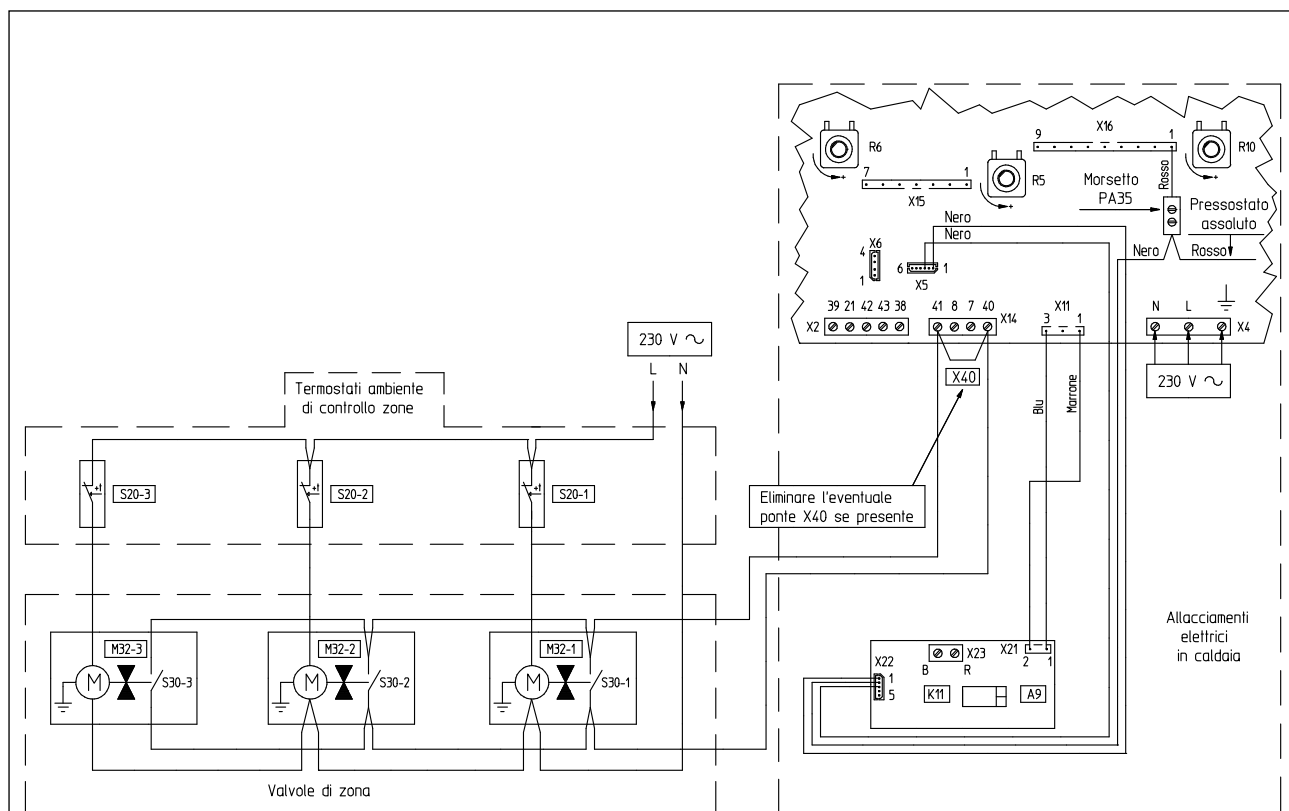 R6
9
X16
1
R10
7
1
X15
R5
Rosso
Morsetto
PA35
Pressostato
assoluto
Nero
Nero
Nero
Rosso
X6
4
1
6
1
X5
39 21 42 43 38
X2
41 8 7 40
X14
X11
3 1
N L
X4
230 V ~
L N
230 V ~
X40
Blu
Marrone
Termostati ambiente
di controllo zone
S20-3
+t
S20-2
+t
S20-1
+t
Eliminare l'eventuale
ponte X40 se presente
Allacciamenti
elettrici
in caldaia
M32-3
M
S30-3
M32-2
M
S30-2
M32-1
M
S30-1
Valvole di zona
X22
1
5
X23
B R
X21
2 1
K11
A9
+
+
+